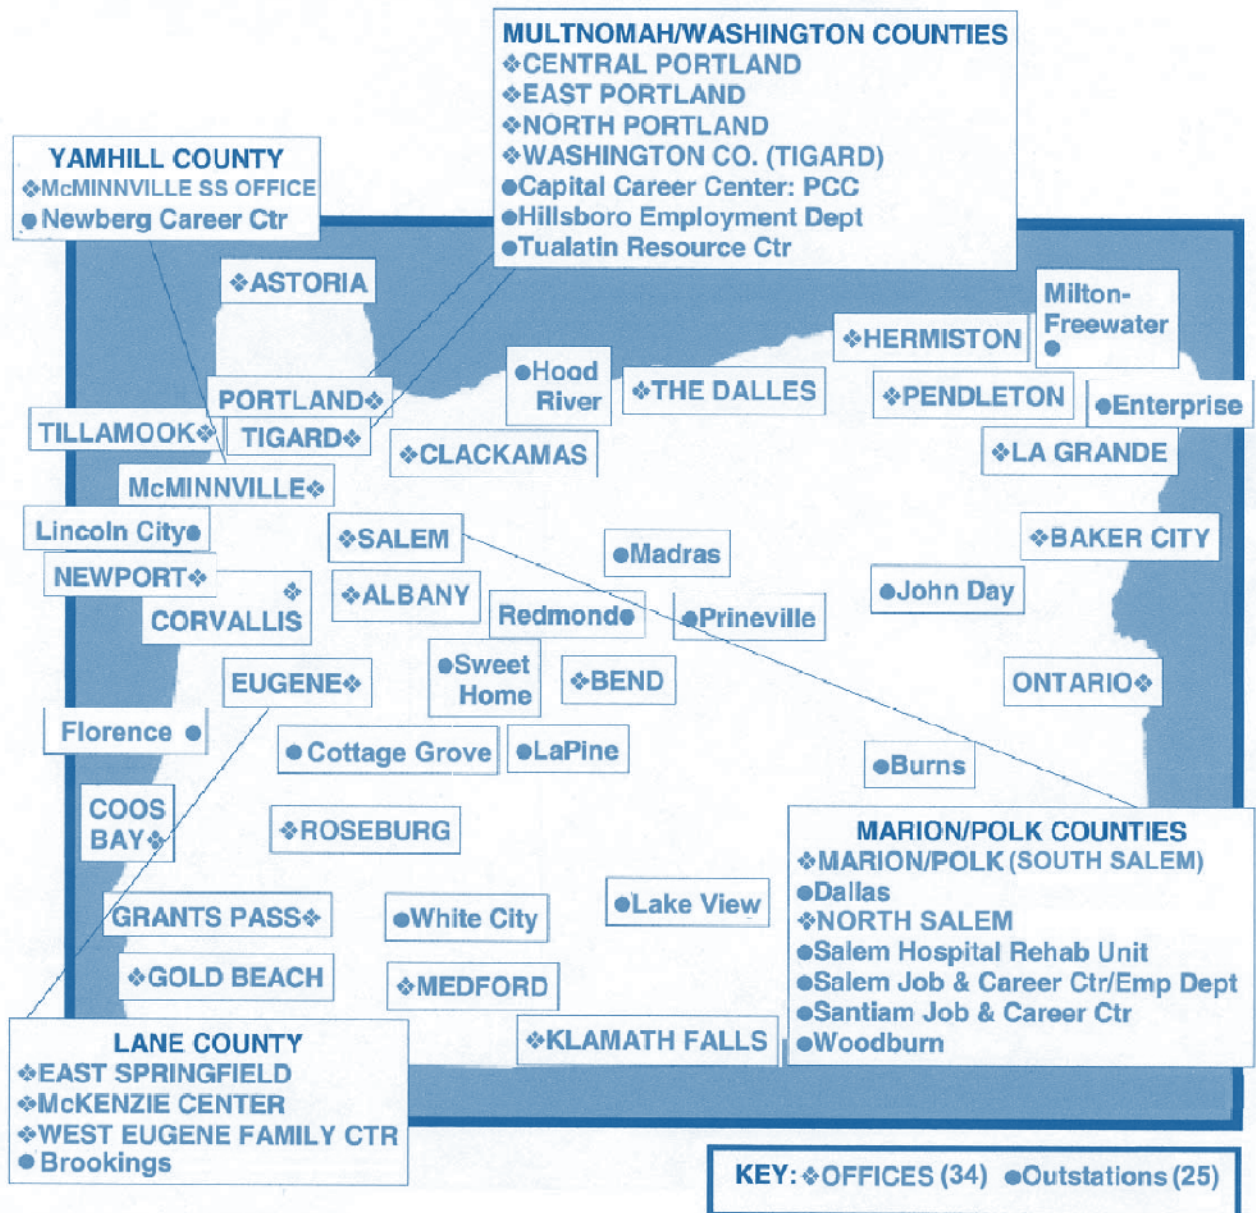 MULTNOMAH/WASHINGTON COUNTIES
❖CENTRAL PORTLAND
❖EAST PORTLAND
❖NORTH PORTLAND
❖WASHINGTON CO. (TIGARD)
●Capital Career Center: PCC
●Hillsboro Employment Dept
●Tualatin Resource Ctr
YAMHILL COUNTY
❖McMINNVILLE SS OFFICE
● Newberg Career Ctr
❖ASTORIA
Milton-
Freewater
●
❖HERMISTON
●Hood
River
❖THE DALLES
❖PENDLETON
●Enterprise
PORTLAND❖
TILLAMOOK❖
TIGARD❖
❖CLACKAMAS
❖LA GRANDE
McMINNVILLE❖
Lincoln City●
❖SALEM
●Madras
❖BAKER CITY
NEWPORT❖
❖
CORVALLIS
❖ALBANY
Redmond●
●Prineville
●John Day
EUGENE❖
●Sweet
Home
❖BEND
ONTARIO❖
Florence ●
● Cottage Grove
●LaPine
●Burns
COOS
BAY❖
❖ROSEBURG
MARION/POLK COUNTIES
❖MARION/POLK (SOUTH SALEM)
●Dallas
❖NORTH SALEM
●Salem Hospital Rehab Unit
●Salem Job & Career Ctr/Emp Dept
●Santiam Job & Career Ctr
●Woodburn
GRANTS PASS❖
●White City
●Lake View
❖GOLD BEACH
❖MEDFORD
❖KLAMATH FALLS
LANE COUNTY
❖EAST SPRINGFIELD
❖McKENZIE CENTER
❖WEST EUGENE FAMILY CTR
● Brookings
KEY: ❖OFFICES (34) ●Outstations (25)